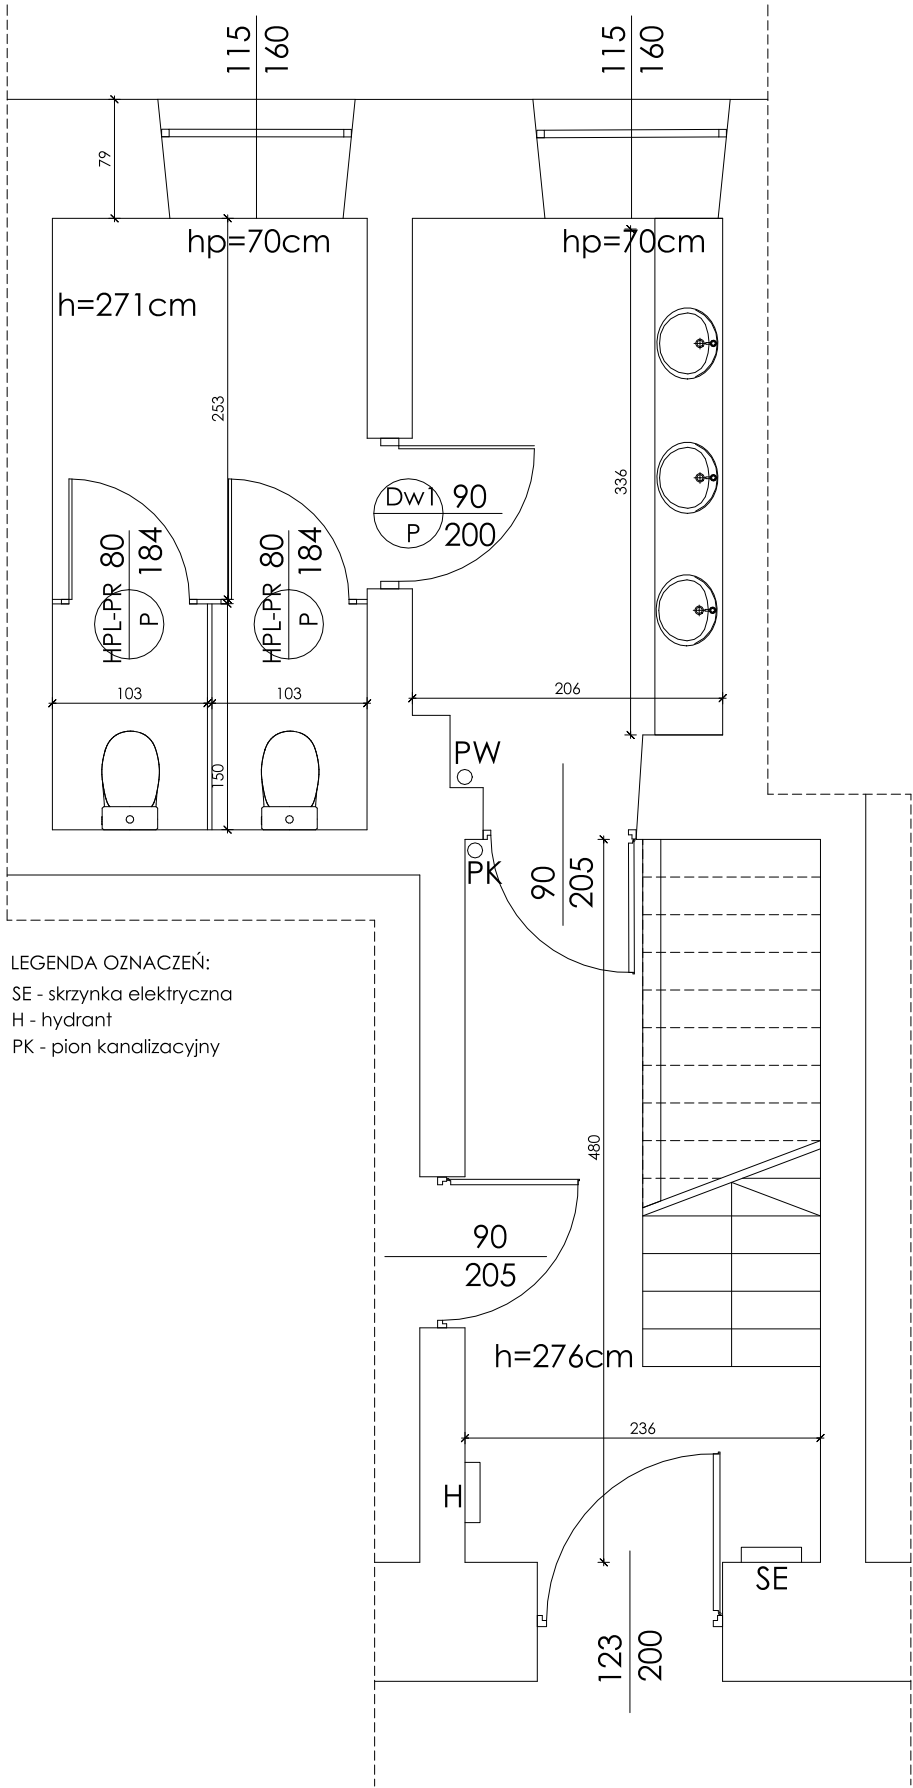 115
160
115
160
79
hp=70cm
hp=70cm
h=271cm
253
336
Dw1
P
90
200
HPL-PR
80
184
P
HPL-PR
80
184
P
103
103
206
150
PW
PK
90
205
LEGENDA OZNACZEŃ:
SE - skrzynka elektryczna
H - hydrant
PK - pion kanalizacyjny
480
90
205
h=276cm
236
H
SE
123
200